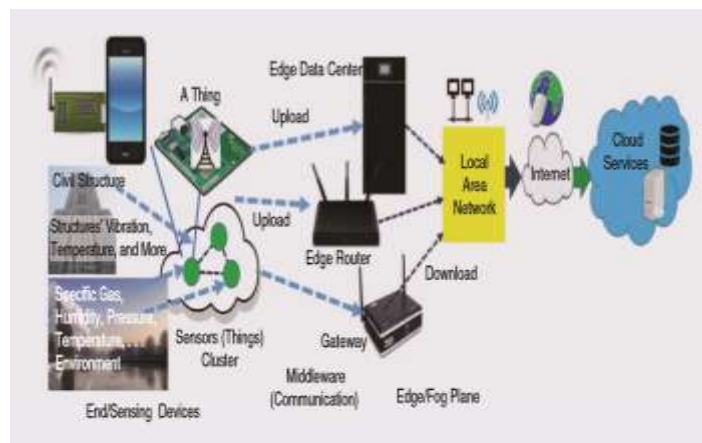 Edge Data Center
A Thing
Upload
Civil Structure
Structures' Vibration,
Temperature, and More
Upload
Edge Router
Local
Area
Network
Internet
Cloud
Services
Download
Specific Gas,
Humidity, Pressure,
Temperature,
Environment
Sensors (Things)
Cluster
Gateway
Middleware
(Communication)
Edge/Fog Plane
End/Sensing Devices